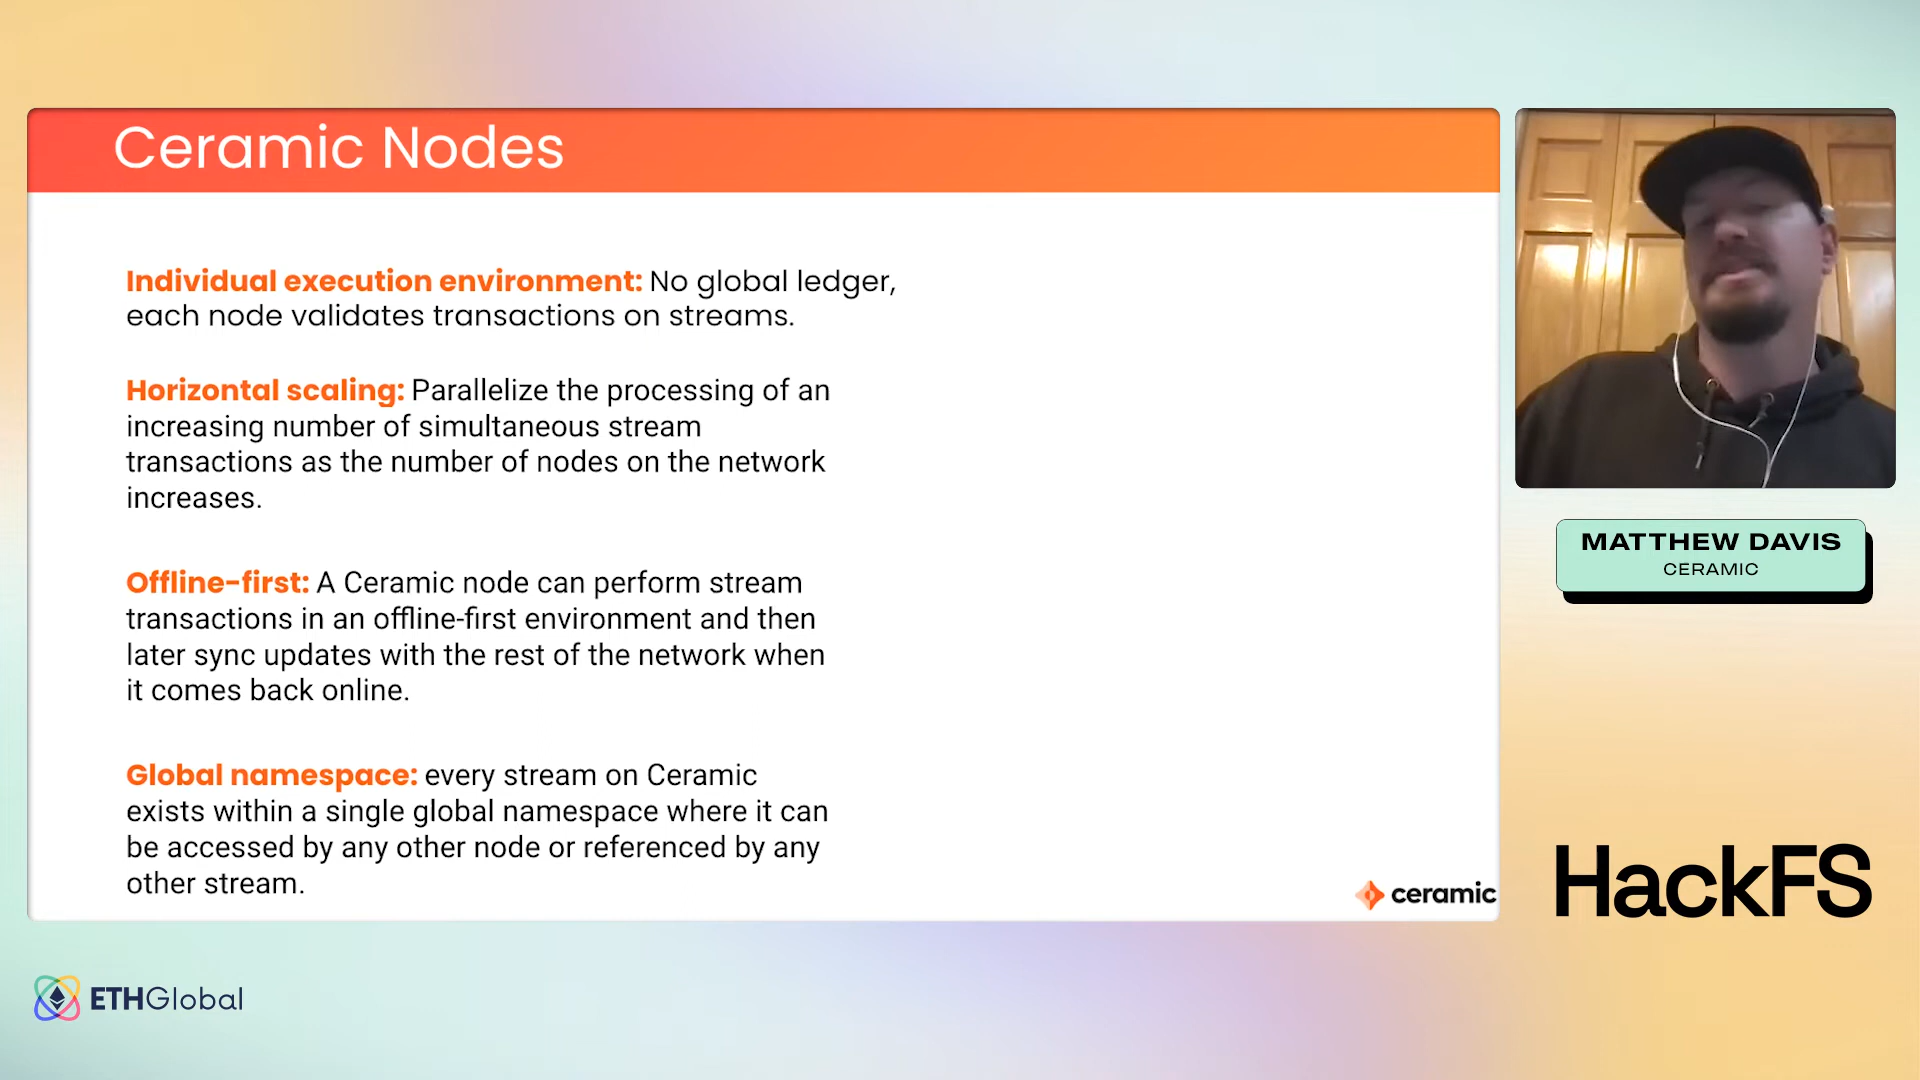 Ceramic Nodes
Individual execution environment: No global ledger,
each node validates transactions on streams.
Horizontal scaling: Parallelize the processing of an
increasing number of simultaneous stream
transactions as the number of nodes on the network
increases.
Offline-first: A Ceramic node can perform stream
transactions in an offline-first environment and then
later sync updates with the rest of the network when
it comes back online.
Global namespace: every stream on Ceramic
exists within a single global namespace where it can
be accessed by any other node or referenced by any
other stream.
ceramic
MATTHEW DAVIS
CERAMIC
HackFS
ETHGlobal